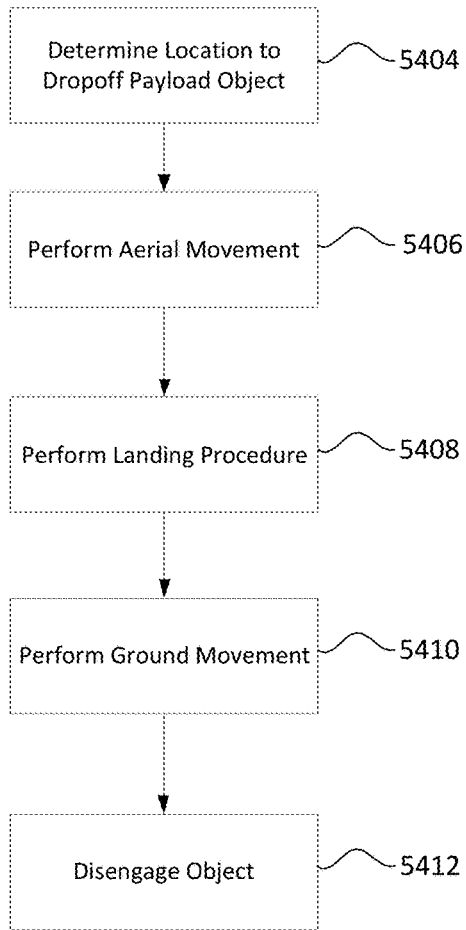 Determine Location to
Dropoff Payload Object
5404
Perform Aerial Movement
5406
Perform Landing Procedure
5408
Perform Ground Movement
5410
Disengage Object
5412